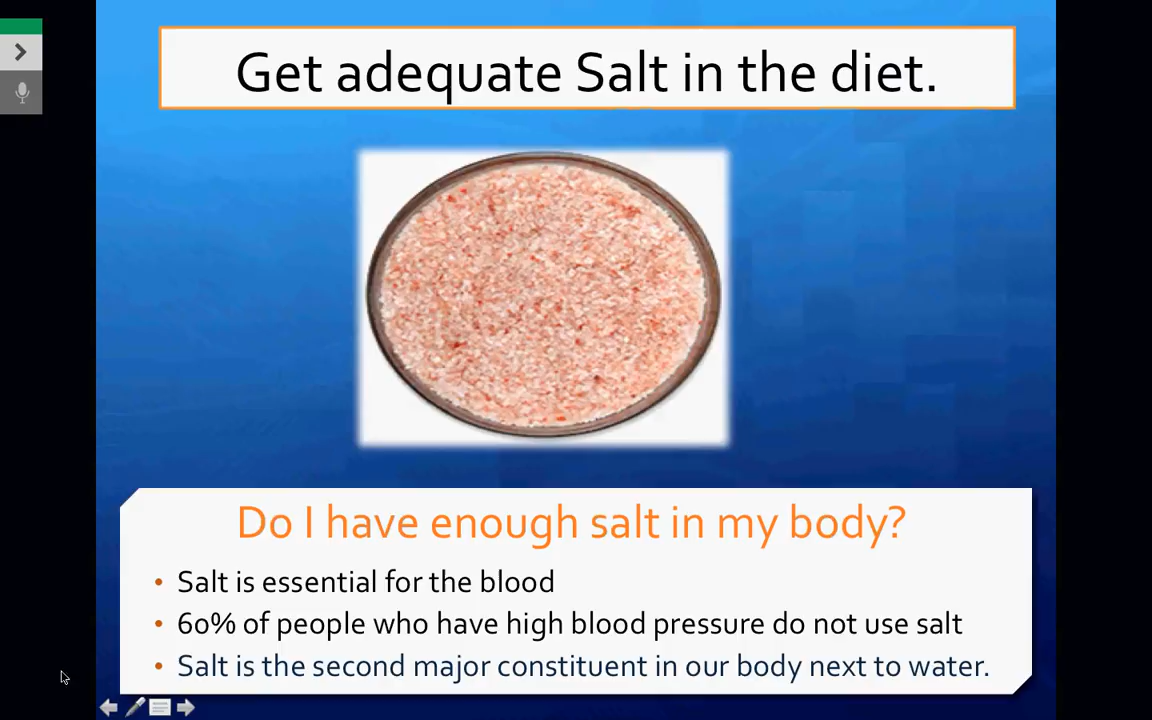 Get adequate Salt in the diet.
Do I have enough salt in my body?
• Salt is essential for the blood
• 60% of people who have high blood pressure do not use salt
• Salt is the second major constituent in our body next to water.